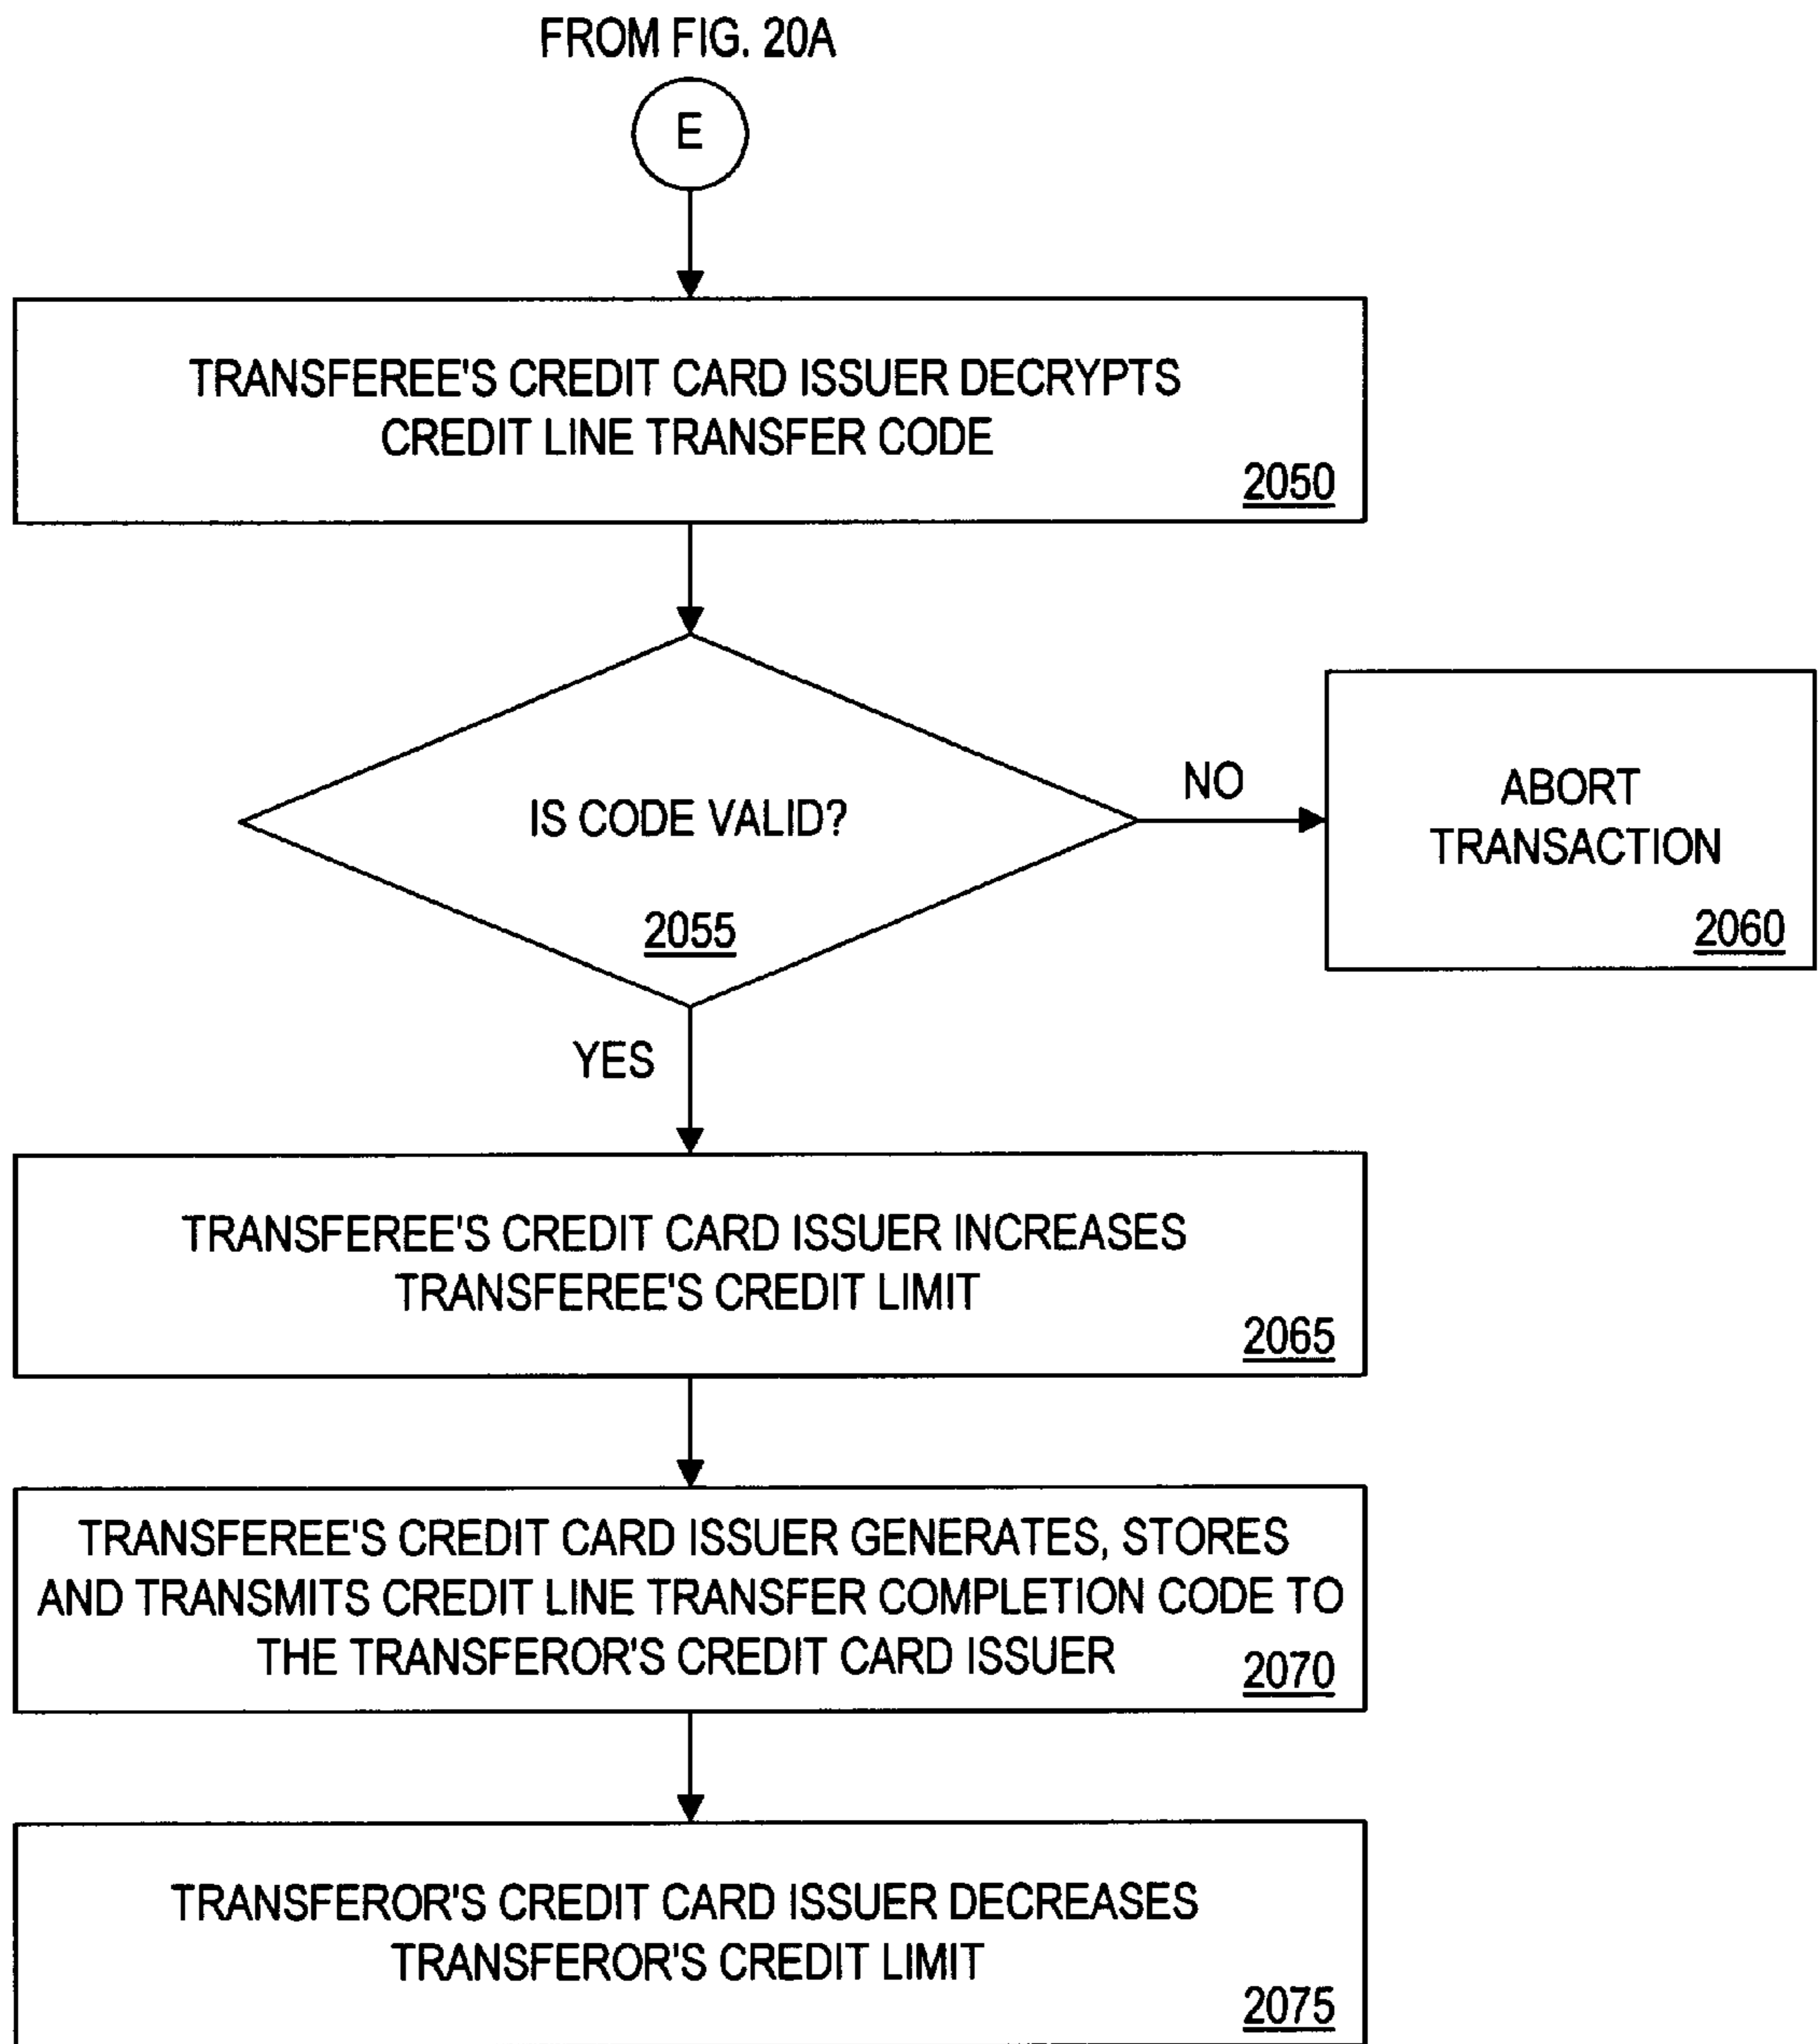 FROM FIG. 20A
E
TRANSFEREE'S CREDIT CARD ISSUER DECRYPTS
CREDIT LINE TRANSFER CODE
2050
IS CODE VALID?
2055
NO
ABORT
TRANSACTION
2060
YES
TRANSFEREE'S CREDIT CARD ISSUER INCREASES
TRANSFEREE'S CREDIT LIMIT
2065
TRANSFEREE'S CREDIT CARD ISSUER GENERATES, STORES
AND TRANSMITS CREDIT LINE TRANSFER COMPLETION CODE TO
THE TRANSFEROR'S CREDIT CARD ISSUER
2070
TRANSFEROR'S CREDIT CARD ISSUER DECREASES
TRANSFEROR'S CREDIT LIMIT
2075